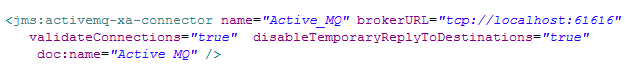 <jms:activemq-xa-connector name="Active_MQ" brokerURL="tcp://localhost:61616"
validateConnections="true" disableTemporaryReplyToDestinations="true"
doc:name="Active MQ" />